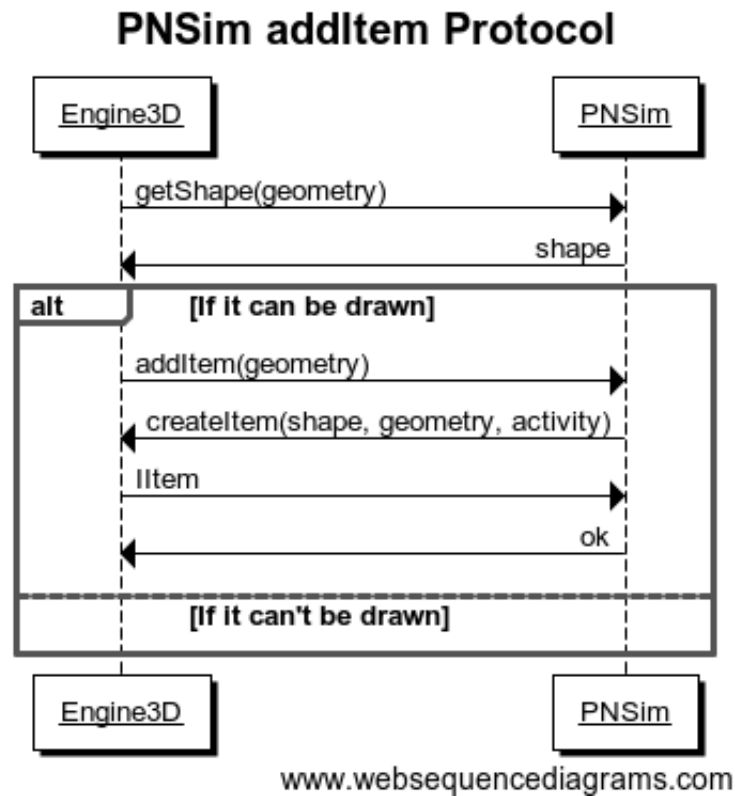 PNSim addItem Protocol
Engine3D
PNSim
getShape(geometry)
shape
alt
[If it can be drawn]
addItem(geometry)
createItem(shape, geometry, activity)
IItem
ok
[If it can't be drawn]
Engine3D
PNSim
www.websequencediagrams.com